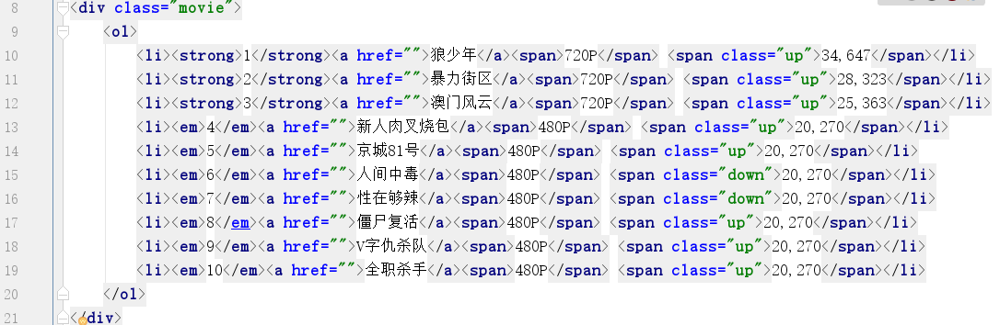 8 <div class="movie">
9 <ol>
10 <li><strong>1</strong><a href="">狼少年</a><span>720P</span> <span class="up">34,647</span></li>
11 <li><strong>2</strong><a href="">暴力街区</a><span>720P</span> <span class="up">28,323</span></li>
12 <li><strong>3</strong><a href="">澳门风云</a><span>720P</span> <span class="up">25,363</span></li>
13 <li><em>4</em><a href="">新人肉叉烧包</a><span>480P</span> <span class="up">20,270</span></li>
14 <li><em>5</em><a href="">京城81号</a><span>480P</span> <span class="up">20,270</span></li>
15 <li><em>6</em><a href="">人间中毒</a><span>480P</span> <span class="down">20,270</span></li>
16 <li><em>7</em><a href="">性在够辣</a><span>480P</span> <span class="down">20,270</span></li>
17 <li><em>8</em><a href="">僵尸复活</a><span>480P</span> <span class="up">20,270</span></li>
18 <li><em>9</em><a href="">V字仇杀队</a><span>480P</span> <span class="up">20,270</span></li>
19 <li><em>10</em><a href="">全职杀手</a><span>480P</span> <span class="up">20,270</span></li>
20 </ol>
21 </div>